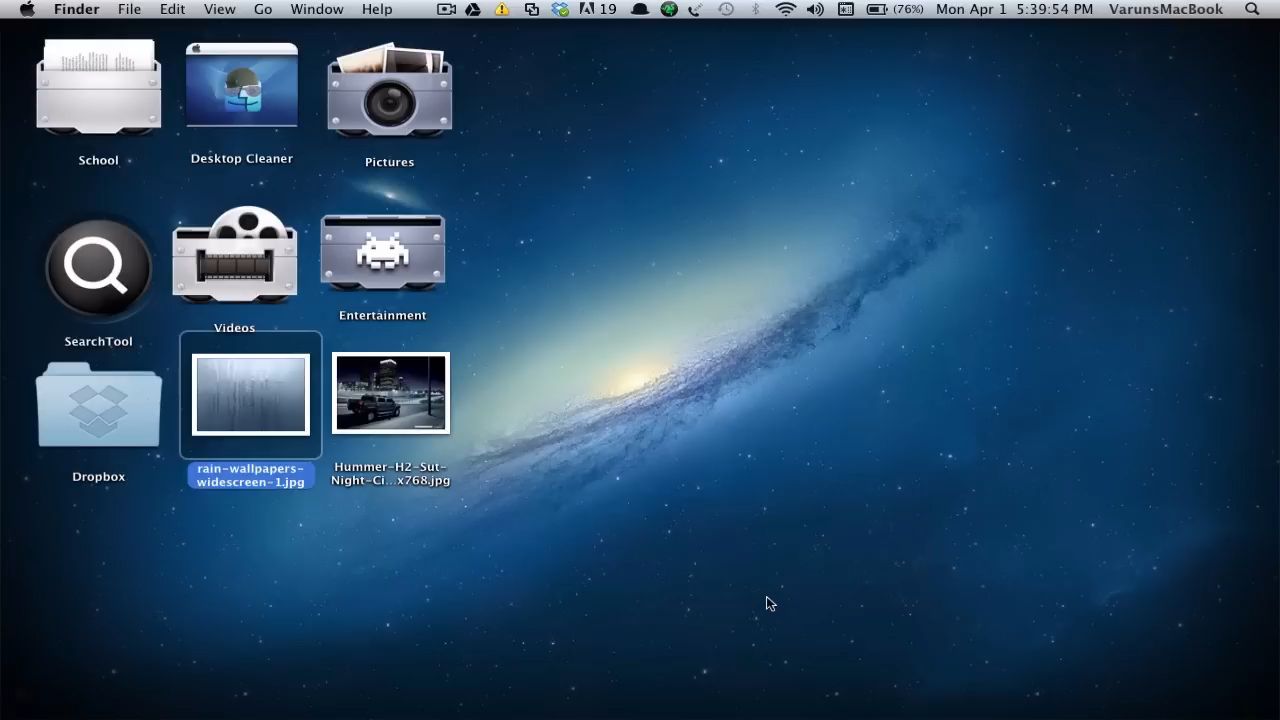 Finder File Edit View Go Window Help 19 (76%) Mon Apr 1 5:39:54 PM VarunsMacBook
School
Desktop Cleaner
Pictures
SearchTool
Videos
Entertainment
Dropbox
rain-wallpapers-
widescreen-1.jpg
Hummer-H2-Sut-
Night-Ci...x768.jpg